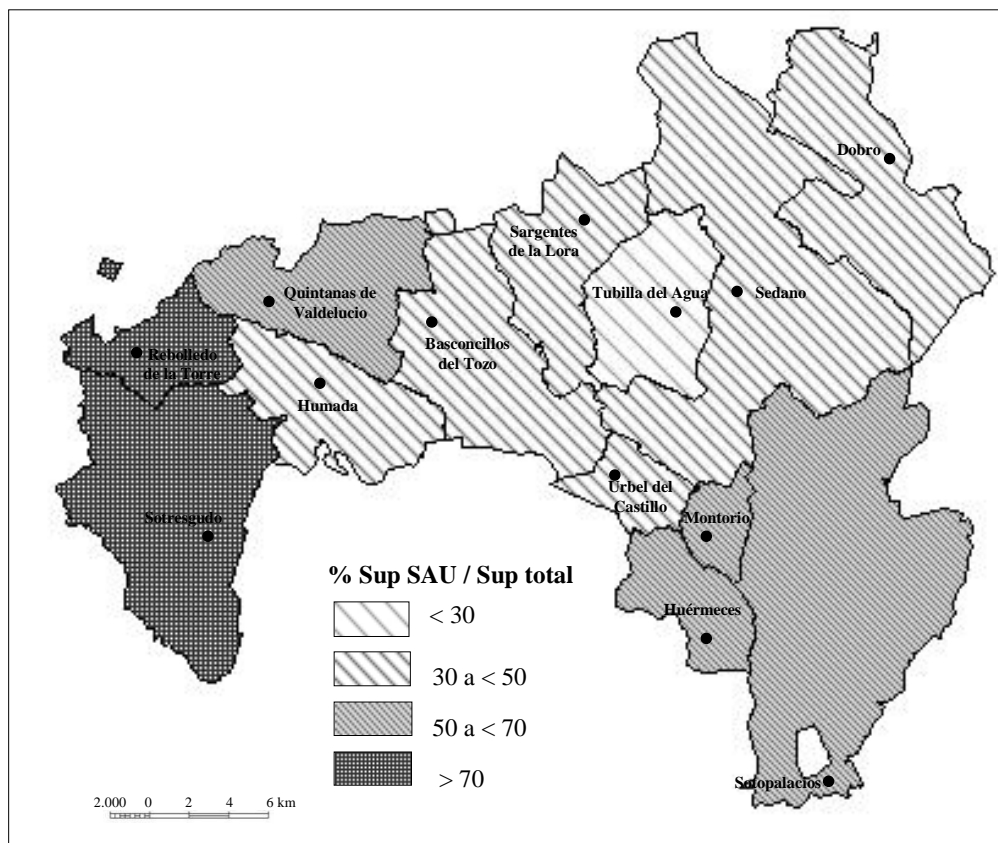 Dobro
Sargentes
de la Lora
Quintanas de
Valdelucio
Tubilla del Agua
Sedano
Basconcillos
del Tozo
Rebolledo
de la Torre
Humada
Urbel del
Castillo
Montorio
Sotresgudo
Huérmeces
Sotopalacios
% Sup SAU / Sup total
< 30
30 a < 50
50 a < 70
> 70
2.000 0 2 4 6 km